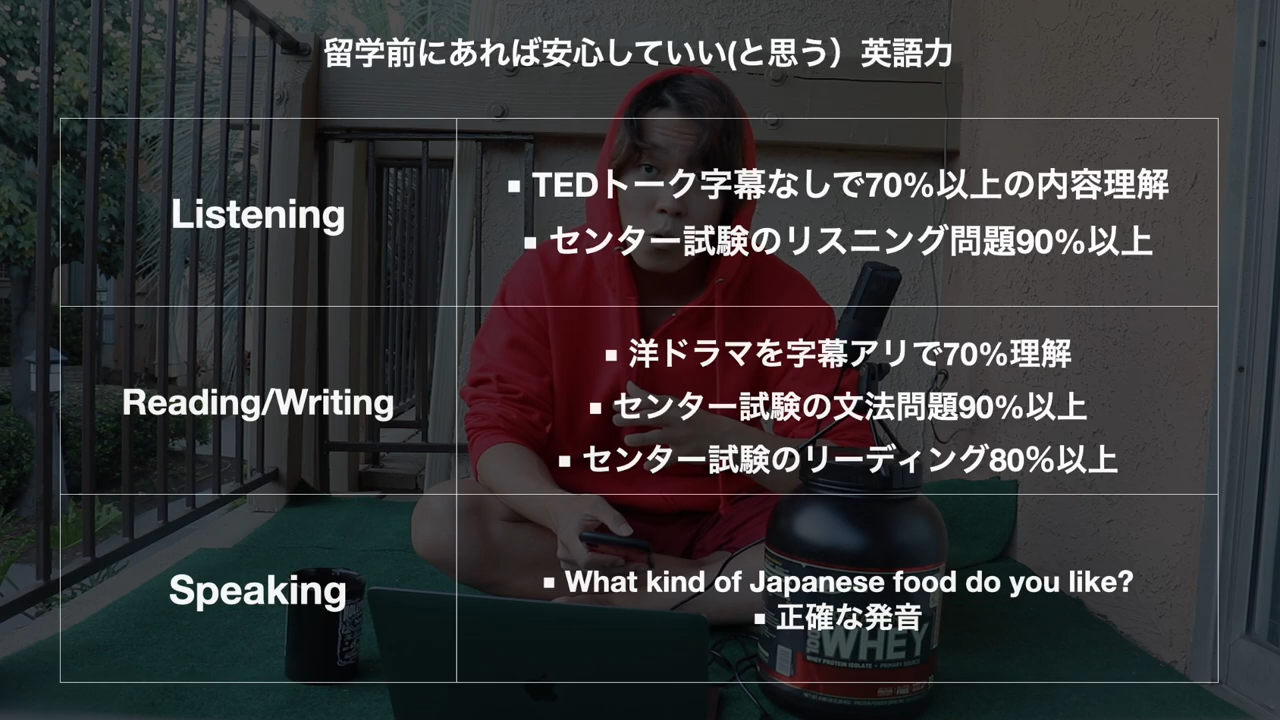 留学前にあれば安心していい(と思う）英語力
Listening
▪ TEDトーク字幕なしで70%以上の内容理解
▪ センター試験のリスニング問題90%以上
Reading/Writing
▪ 洋ドラマを字幕アリで70%理解
▪ センター試験の文法問題90%以上
▪ センター試験のリーディング80%以上
Speaking
▪ What kind of Japanese food do you like?
▪ 正確な発音
100%
WHEY
WHEY PROTEIN ISOLATE • PRIMARY SOURCE